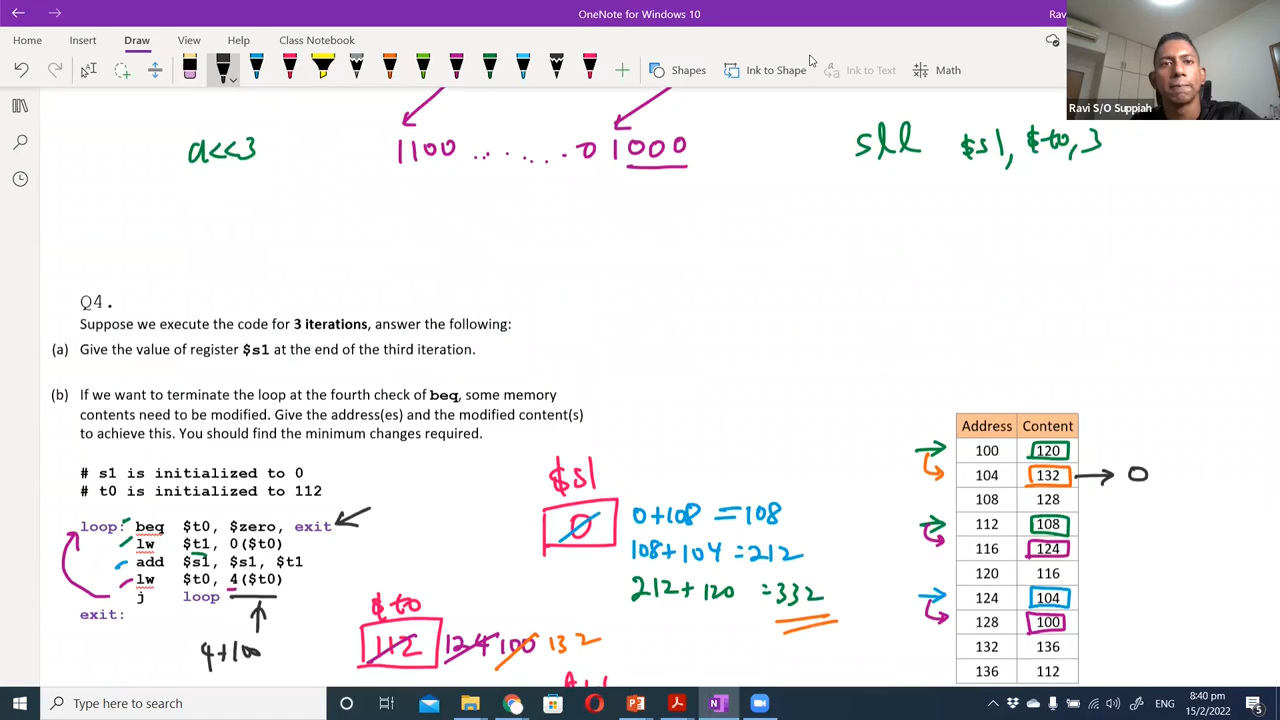 OneNote for Windows 10
Ravi
Home Insert Draw View Help Class Notebook
Shapes Ink to Shape Ink to Text Math
Ravi S/O Suppiah
a<<3
1100 ........0 1000
sll $s1, $t0, 3
Q4.
Suppose we execute the code for 3 iterations, answer the following:
(a) Give the value of register $s1 at the end of the third iteration.
(b) If we want to terminate the loop at the fourth check of beq, some memory
contents need to be modified. Give the address(es) and the modified content(s)
to achieve this. You should find the minimum changes required.
# s1 is initialized to 0
# t0 is initialized to 112
loop: beq $t0, $zero, exit
lw $t1, 0($t0)
add $s1, $s1, $t1
lw $t0, 4($t0)
j loop
exit:
4+100
$s1
0
0+108 =108
108+104 =212
212+120 =332
$t0
112 124 100 132
Address Content
100 120
104 132 → 0
108 128
112 108
116 124
120 116
124 104
128 100
132 136
136 112
Type here to search
ENG
8:40 pm
15/2/2022
5